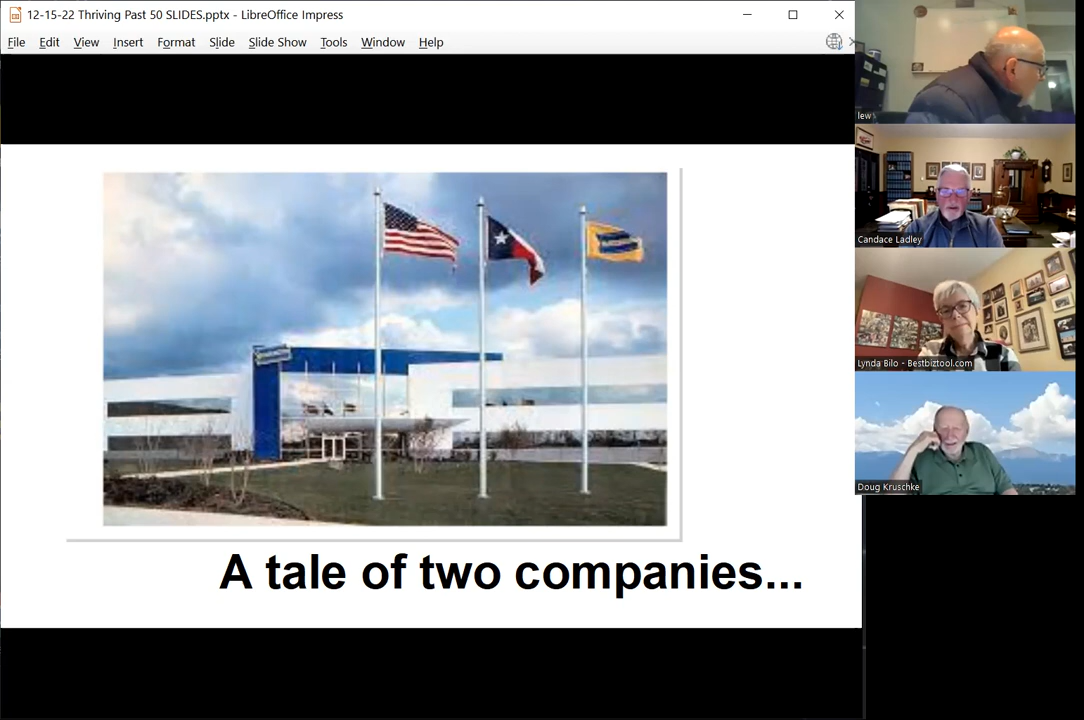 12-15-22 Thriving Past 50 SLIDES.pptx - LibreOffice Impress
File Edit View Insert Format Slide Slide Show Tools Window Help
A tale of two companies...
lew
Candace Ladley
Lynda Bilo - Bestbiztool.com
Doug Kruschke